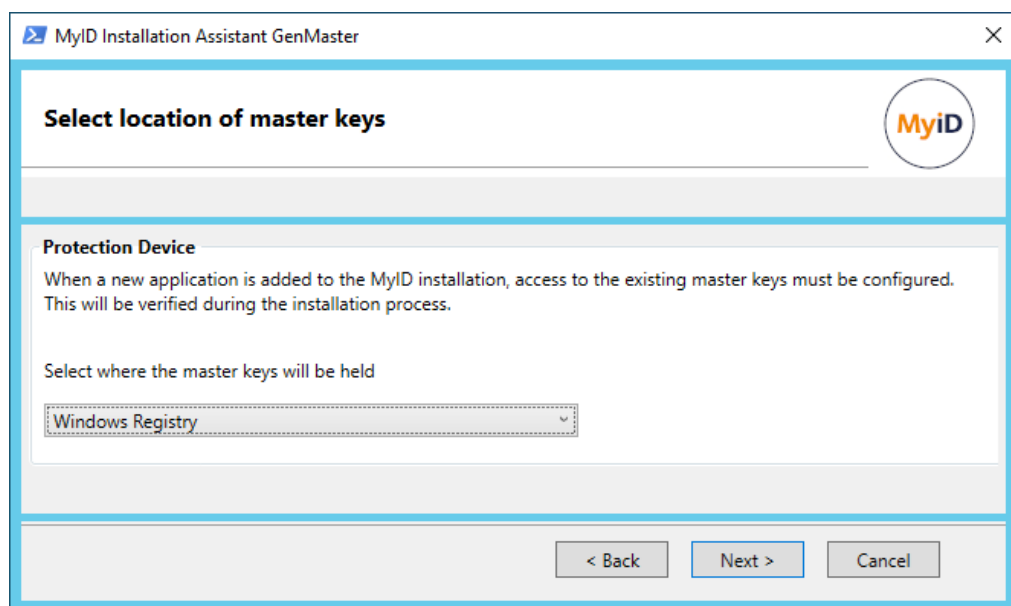 MyID Installation Assistant GenMaster
Select location of master keys
MyiD
Protection Device
When a new application is added to the MyID installation, access to the existing master keys must be configured.
This will be verified during the installation process.
Select where the master keys will be held
Windows Registry
< Back
Next >
Cancel